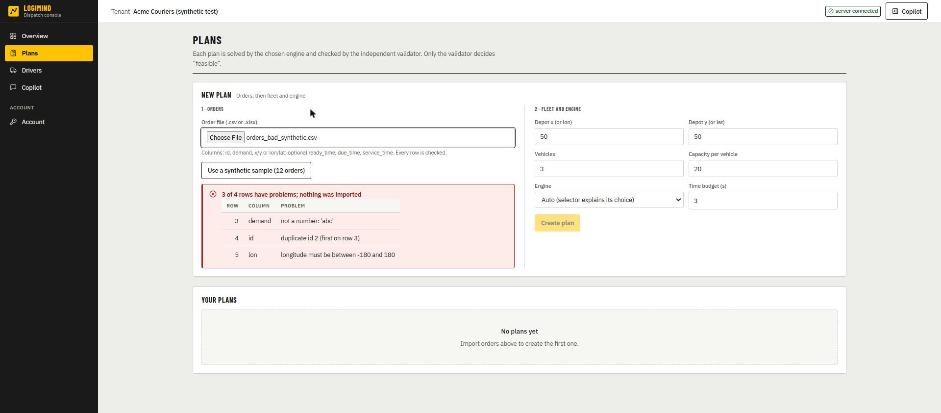 LOGIMIND
Dispatch console
Tenant Acme Couriers (synthetic test)
server connected
Copilot
Overview
Plans
Drivers
Copilot
ACCOUNT
Account
PLANS
Each plan is solved by the chosen engine and checked by the independent validator. Only the validator decides
"feasible".
NEW PLAN Orders, then fleet and engine
1 · ORDERS
Order file (.csv or .xlsx)
Choose File orders_bad_synthetic.csv
Columns: id, demand, x/y or lon/lat; optional ready_time, due_time, service_time. Every row is checked.
Use a synthetic sample (12 orders)
3 of 4 rows have problems; nothing was imported
ROW COLUMN PROBLEM
3 demand not a number: 'abc'
4 id duplicate id 2 (first on row 3)
5 lon longitude must be between -180 and 180
2 · FLEET AND ENGINE
Depot x (or lon)
Depot y (or lat)
50
50
Vehicles
Capacity per vehicle
3
20
Engine
Time budget (s)
Auto (selector explains its choice)
3
Create plan
YOUR PLANS
No plans yet
Import orders above to create the first one.